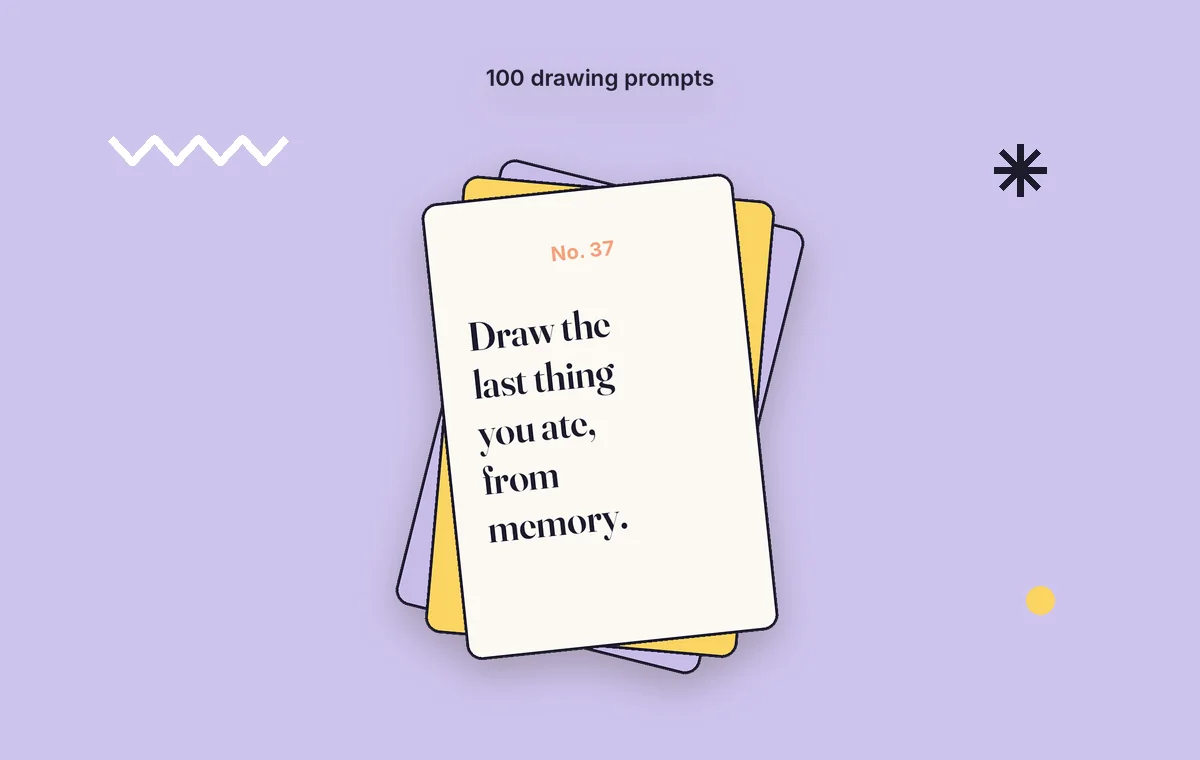 100 drawing prompts
No. 37
Draw the
last thing
you ate,
from
memory.